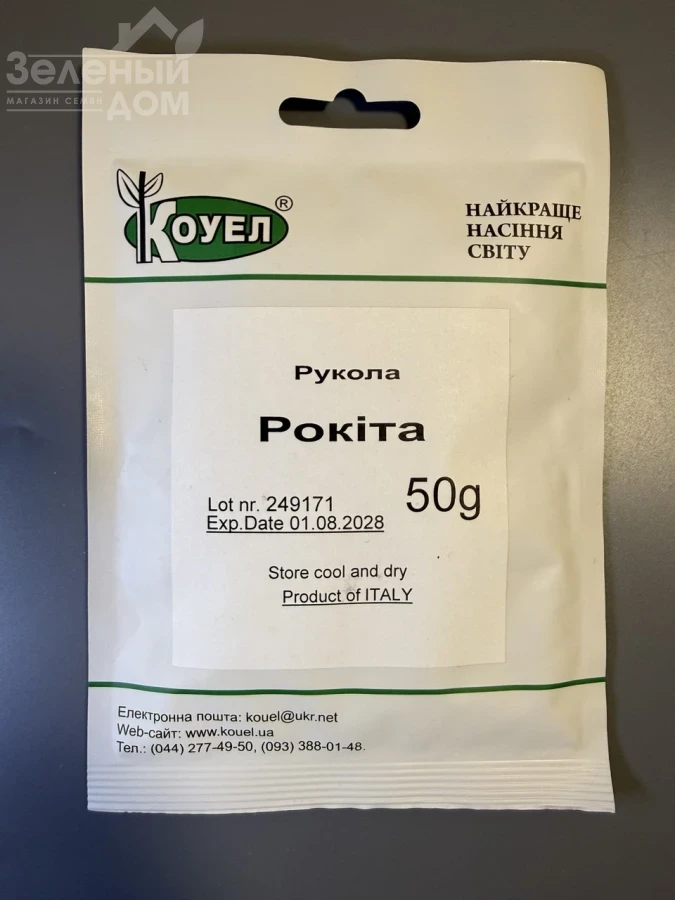 Зеленый
МАГАЗИН СЕМЯН
ДОМ
КОУЕЛ ®
НАЙКРАЩЕ
НАСІННЯ
СВІТУ
Рукола
Рокіта
Lot nr. 249171
50g
Exp.Date 01.08.2028
Store cool and dry
Product of ITALY
Електронна пошта: kouel@ukr.net
Web-сайт: www.kouel.ua
Тел.: (044) 277-49-50, (093) 388-01-48.